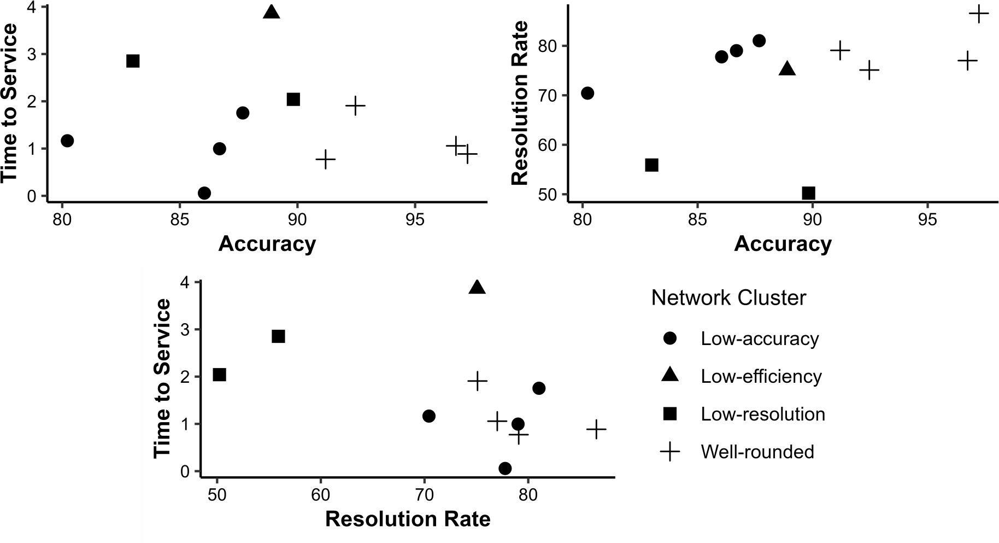 Time to Service
4
3
2
1
0
80 85 90 95
Accuracy
Resolution Rate
80
70
60
50
80 85 90 95
Accuracy
Time to Service
4
3
2
1
0
50 60 70 80
Resolution Rate
Network Cluster
Low-accuracy
Low-efficiency
Low-resolution
Well-rounded